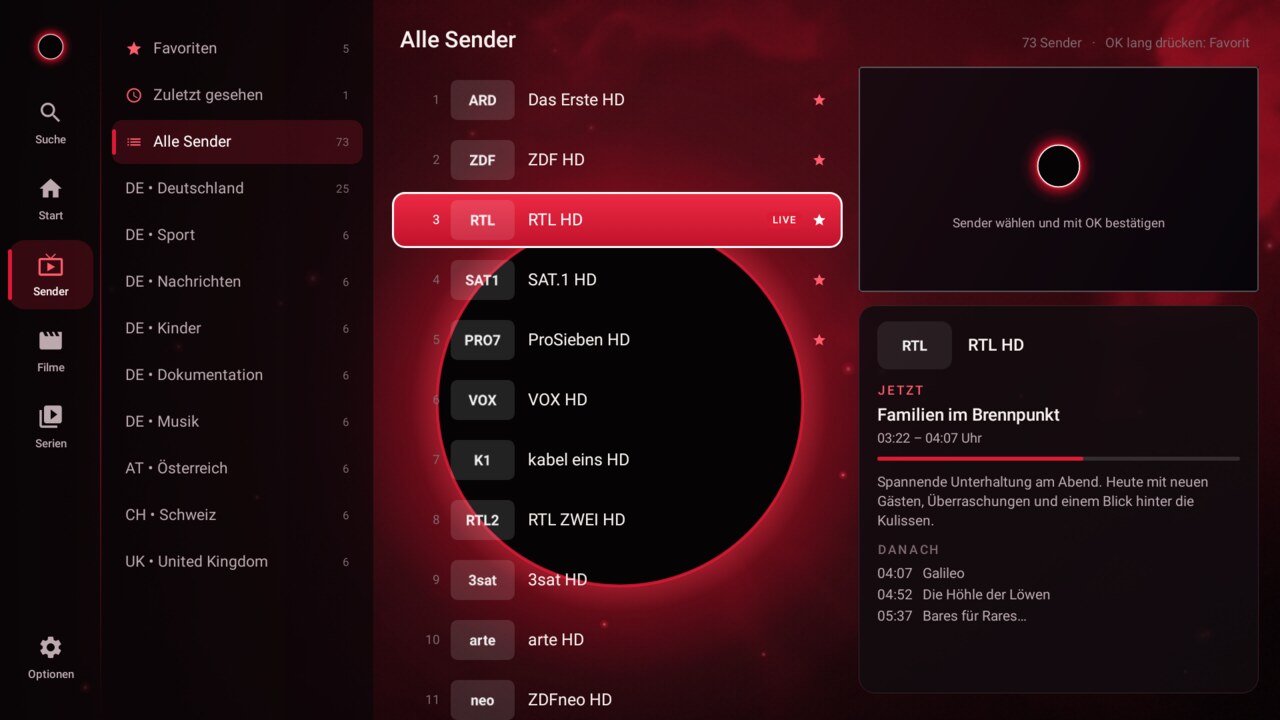 Suche
Start
Sender
Filme
Serien
Optionen
Favoriten 5
Zuletzt gesehen 1
Alle Sender 73
DE • Deutschland 25
DE • Sport 6
DE • Nachrichten 6
DE • Kinder 6
DE • Dokumentation 6
DE • Musik 6
AT • Österreich 6
CH • Schweiz 6
UK • United Kingdom 6
Alle Sender
73 Sender · OK lang drücken: Favorit
1 ARD Das Erste HD
2 ZDF ZDF HD
3 RTL RTL HD LIVE
4 SAT1 SAT.1 HD
5 PRO7 ProSieben HD
6 VOX VOX HD
7 K1 kabel eins HD
8 RTL2 RTL ZWEI HD
9 3sat 3sat HD
10 arte arte HD
11 neo ZDFneo HD
Sender wählen und mit OK bestätigen
RTL RTL HD
JETZT
Familien im Brennpunkt
03:22 – 04:07 Uhr
Spannende Unterhaltung am Abend. Heute mit neuen
Gästen, Überraschungen und einem Blick hinter die
Kulissen.
DANACH
04:07 Galileo
04:52 Die Höhle der Löwen
05:37 Bares für Rares…